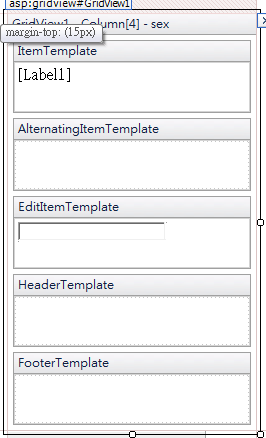 asp:gridview#GridView1
GridView1 - Column[4] - sex
margin-top: (15px)
ItemTemplate
[Label1]
AlternatingItemTemplate
EditItemTemplate
HeaderTemplate
FooterTemplate